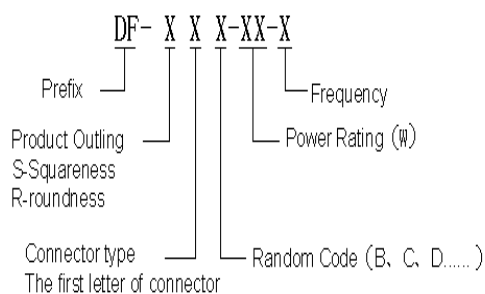 DF- X X X-XX-X
Prefix
Frequency
Product Outling
Power Rating (W)
S-Squareness
R-roundness
Connector type
Random Code (B、C、D......)
The first letter of connector